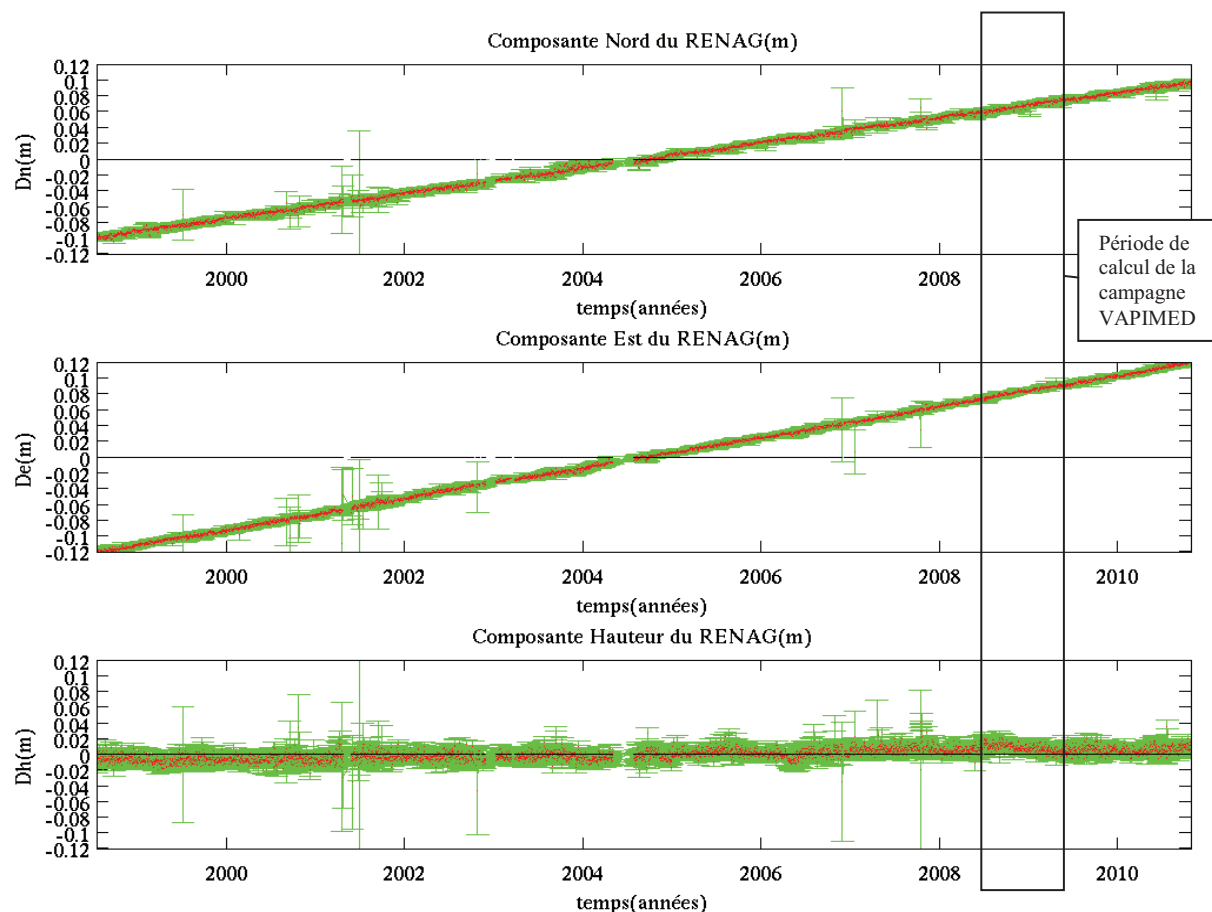 Composante Nord du RENAG(m)
0.12
0.1
0.08
0.06
0.04
0.02
0
-0.02
-0.04
-0.06
-0.08
-0.1
-0.12
Dn(m)
2000 2002 2004 2006 2008 2010
temps(années)
Période de
calcul de la
campagne
VAPIMED
Composante Est du RENAG(m)
0.12
0.1
0.08
0.06
0.04
0.02
0
-0.02
-0.04
-0.06
-0.08
-0.1
-0.12
De(m)
2000 2002 2004 2006 2008 2010
temps(années)
Composante Hauteur du RENAG(m)
0.12
0.1
0.08
0.06
0.04
0.02
0
-0.02
-0.04
-0.06
-0.08
-0.1
-0.12
Dh(m)
2000 2002 2004 2006 2008 2010
temps(années)